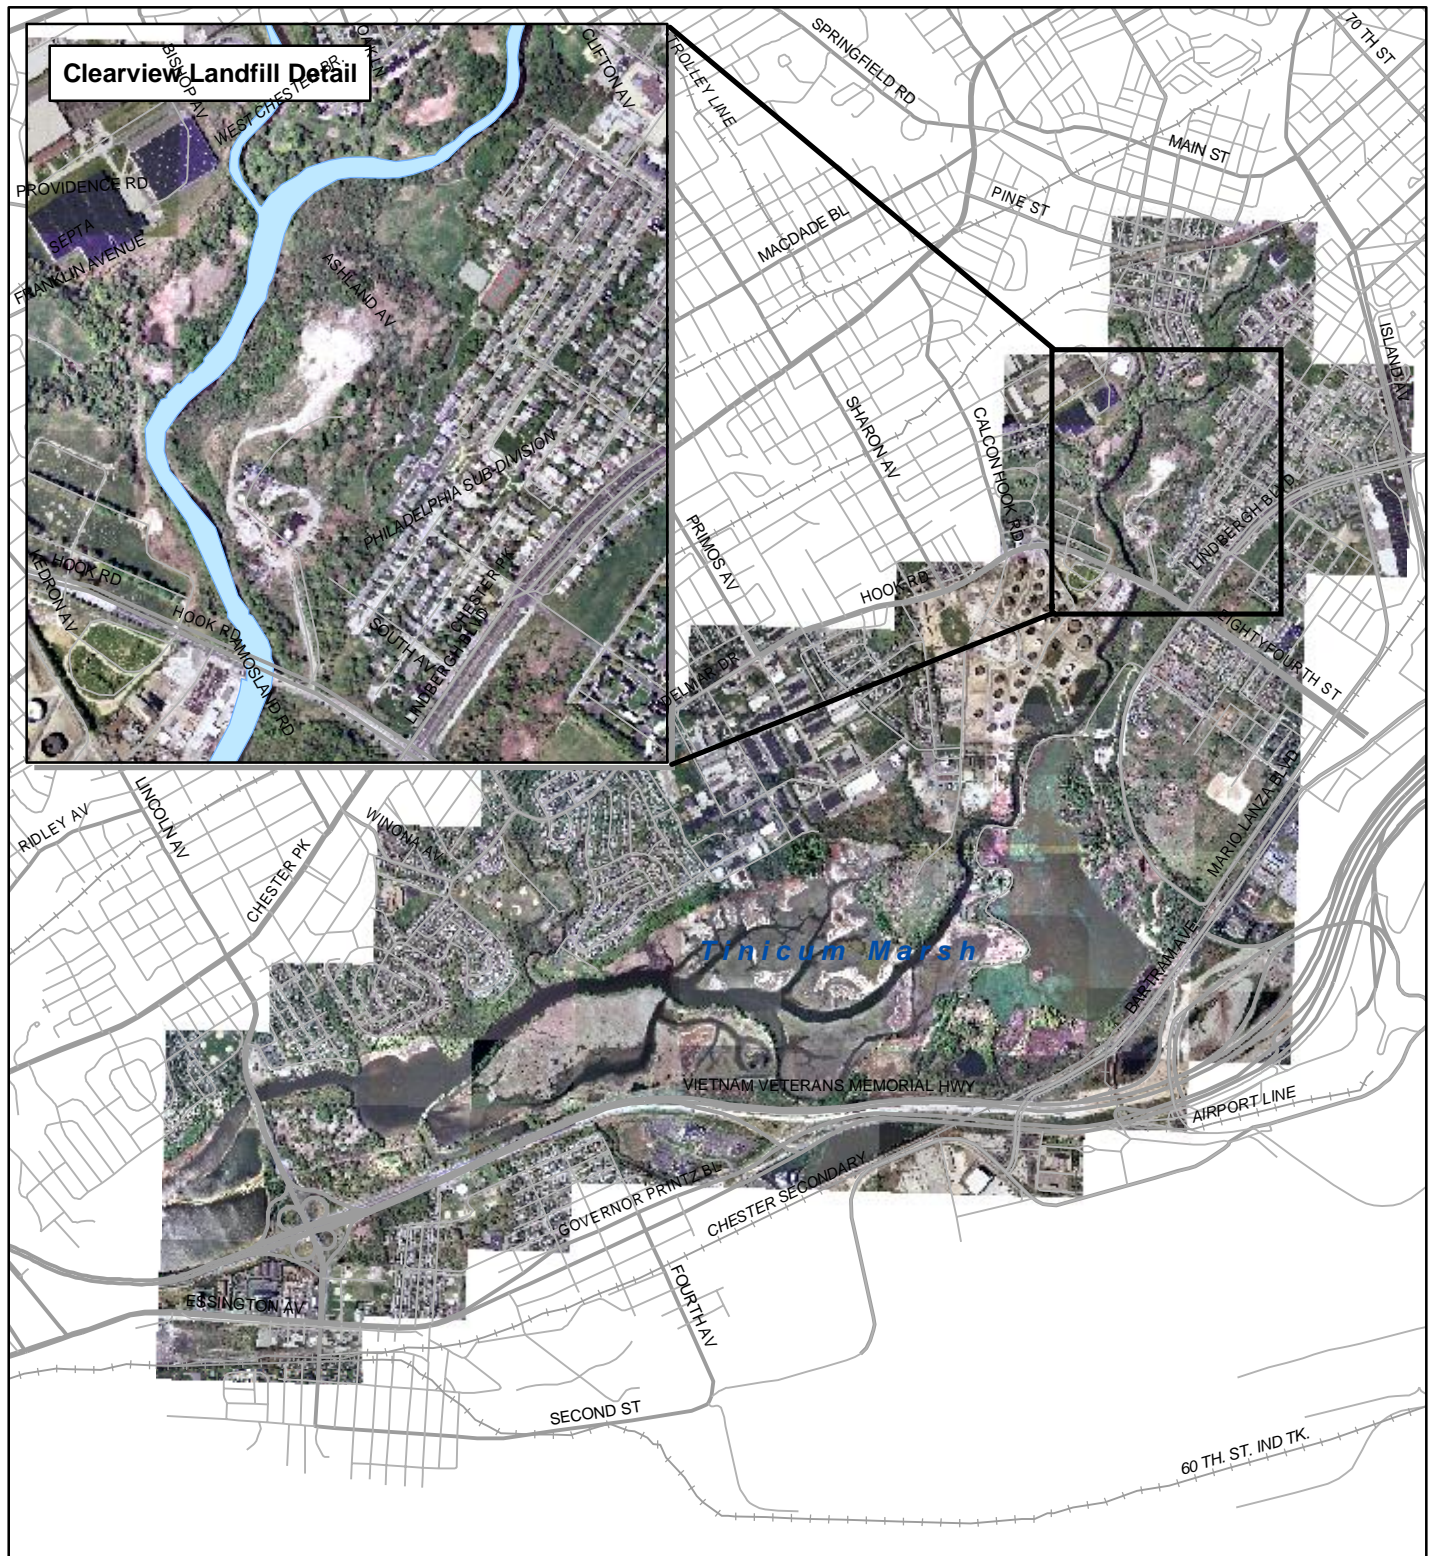 Clearview Landfill Detail
BISHOP AV
WEST CHESTER BR.
CLIFTON AV
PROVIDENCE RD
SEPTA
FRANKLIN AVENUE
ASHLAND AV
PHILADELPHIA SUB-DIVISION
HOOK RD
KEDRON AV
HOOK RD
AMOSLAND RD
SOUTH AV
CHESTER PK
LINDBERGH BLVD
TROLLEY LINE
SPRINGFIELD RD
70 TH ST
MAIN ST
PINE ST
MACDADE BL
ISLAND AV
SHARON AV
CALCON HOOK RD
LINDBERGH BLVD
PRIMOS AV
HOOK RD
EIGHTYFOURTH ST
DELMAR DR
LINCOLN AV
RIDLEY AV
WINONA AV
CHESTER PK
MARIO LANZA BLVD
Tinicum Marsh
BARTRAM AVE
VIETNAM VETERANS MEMORIAL HWY
AIRPORT LINE
GOVERNOR PRINTZ BL
CHESTER SECONDARY
FOURTH AV
ESSINGTON AV
SECOND ST
60 TH. ST. IND TK.